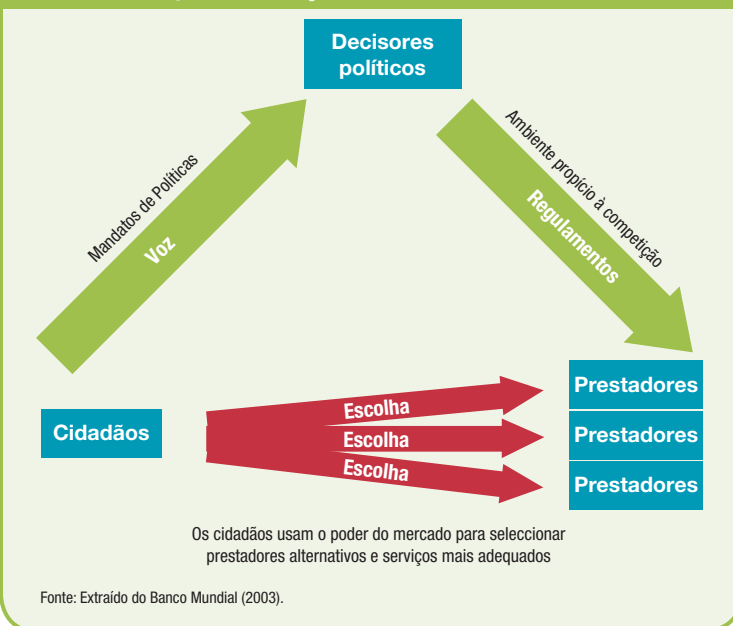 Decisores
políticos
Mandatos de Políticas
Voz
Ambiente propício à competição
Regulamentos
Cidadãos
Escolha
Escolha
Escolha
Prestadores
Prestadores
Prestadores
Os cidadãos usam o poder do mercado para seleccionar
prestadores alternativos e serviços mais adequados
Fonte: Extraído do Banco Mundial (2003).